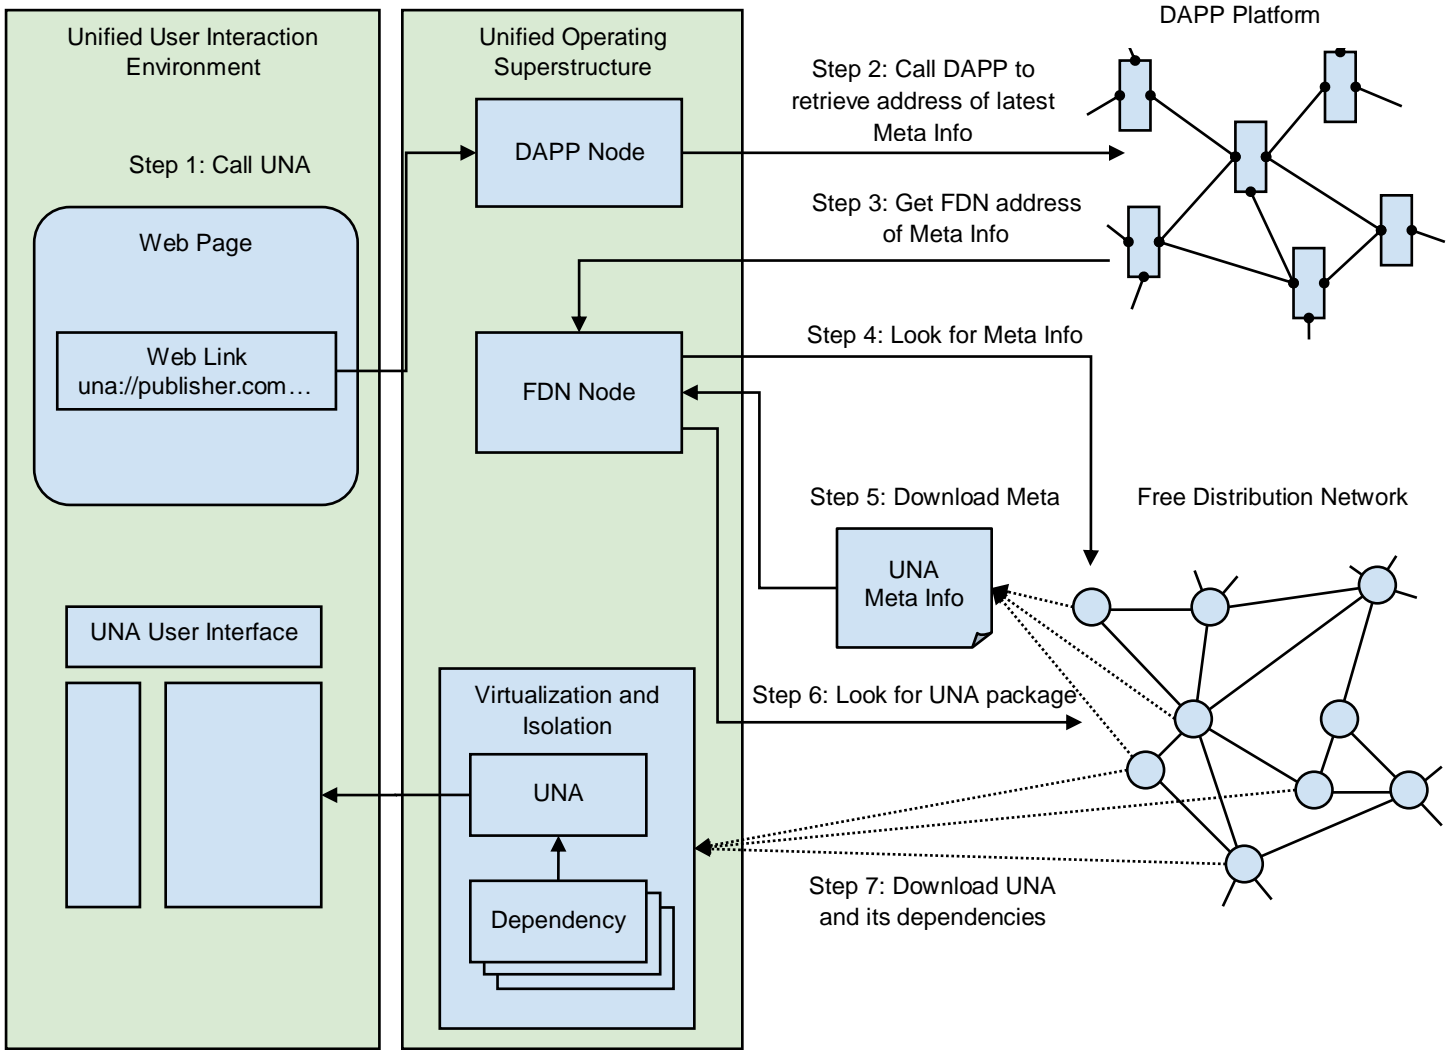 Unified User Interaction
Environment
Step 1: Call UNA
Web Page
Web Link
una://publisher.com…
UNA User Interface
Unified Operating
Superstructure
DAPP Node
FDN Node
Virtualization and
Isolation
UNA
Dependency
DAPP Platform
Step 2: Call DAPP to
retrieve address of latest
Meta Info
Step 3: Get FDN address
of Meta Info
Step 4: Look for Meta Info
Step 5: Download Meta
UNA
Meta Info
Free Distribution Network
Step 6: Look for UNA package
Step 7: Download UNA
and its dependencies